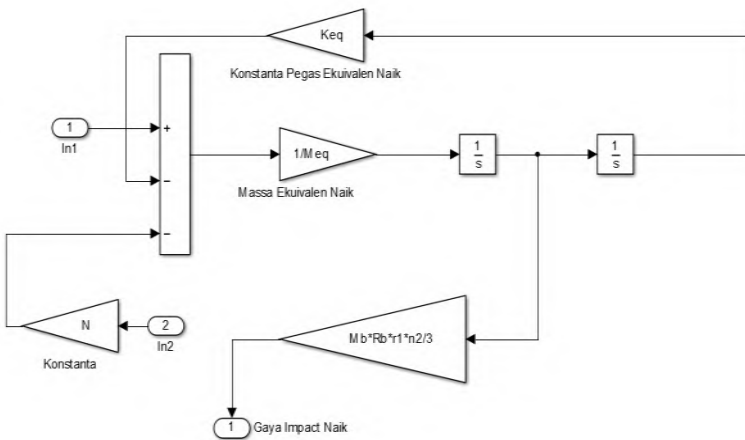 Keq
Konstanta Pegas Ekuivalen Naik
1
In1
+
−
−
1/Meq
Massa Ekuivalen Naik
1
s
1
s
N
Konstanta
2
In2
Mb*Rb*r1*n2/3
1
Gaya Impact Naik